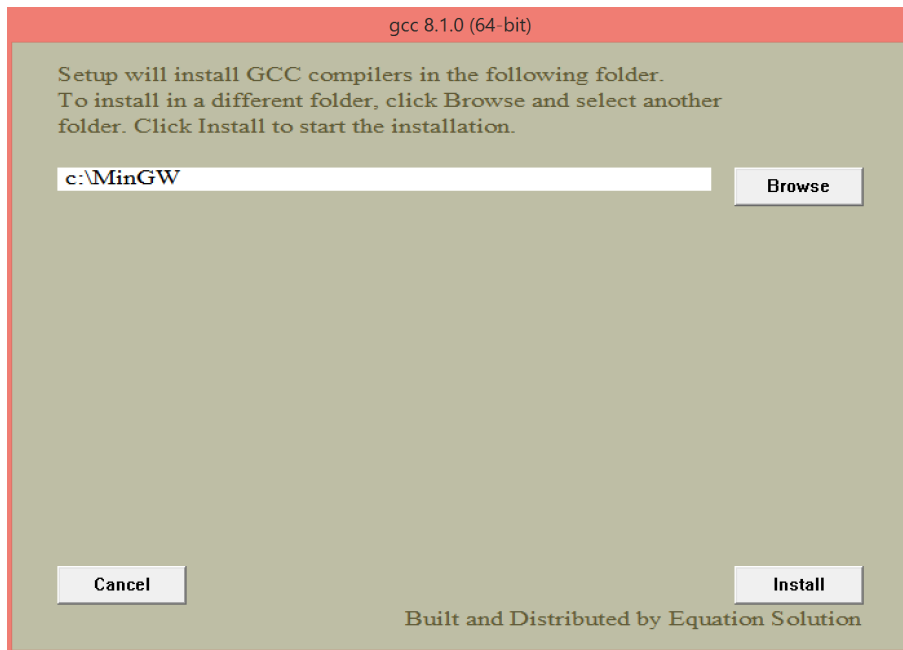 gcc 8.1.0 (64-bit)
Setup will install GCC compilers in the following folder.
To install in a different folder, click Browse and select another
folder. Click Install to start the installation.
c:\MinGW
Browse
Cancel
Install
Built and Distributed by Equation Solution